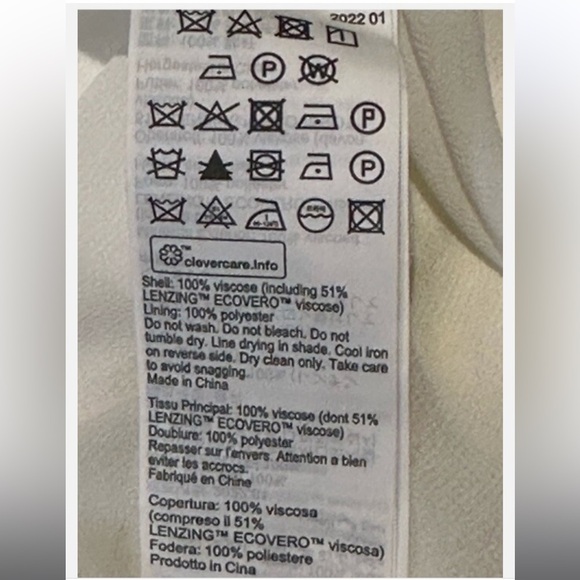 2022 01
P W
P
P
clevercare.info™
Shell: 100% viscose (including 51%
LENZING™ ECOVERO™ viscose)
Lining: 100% polyester
Do not wash. Do not bleach. Do not
tumble dry. Line drying in shade. Cool iron
on reverse side. Dry clean only. Take care
to avoid snagging.
Made in China
Tissu Principal: 100% viscose (dont 51%
LENZING™ ECOVERO™ viscose)
Doublure: 100% polyester
Repasser sur l'envers. Attention a bien
eviter les accrocs.
Fabriqué en Chine
Copertura: 100% viscosa
(compreso il 51%
LENZING™ ECOVERO™ viscosa)
Fodera: 100% poliestere
Prodotto in Cina